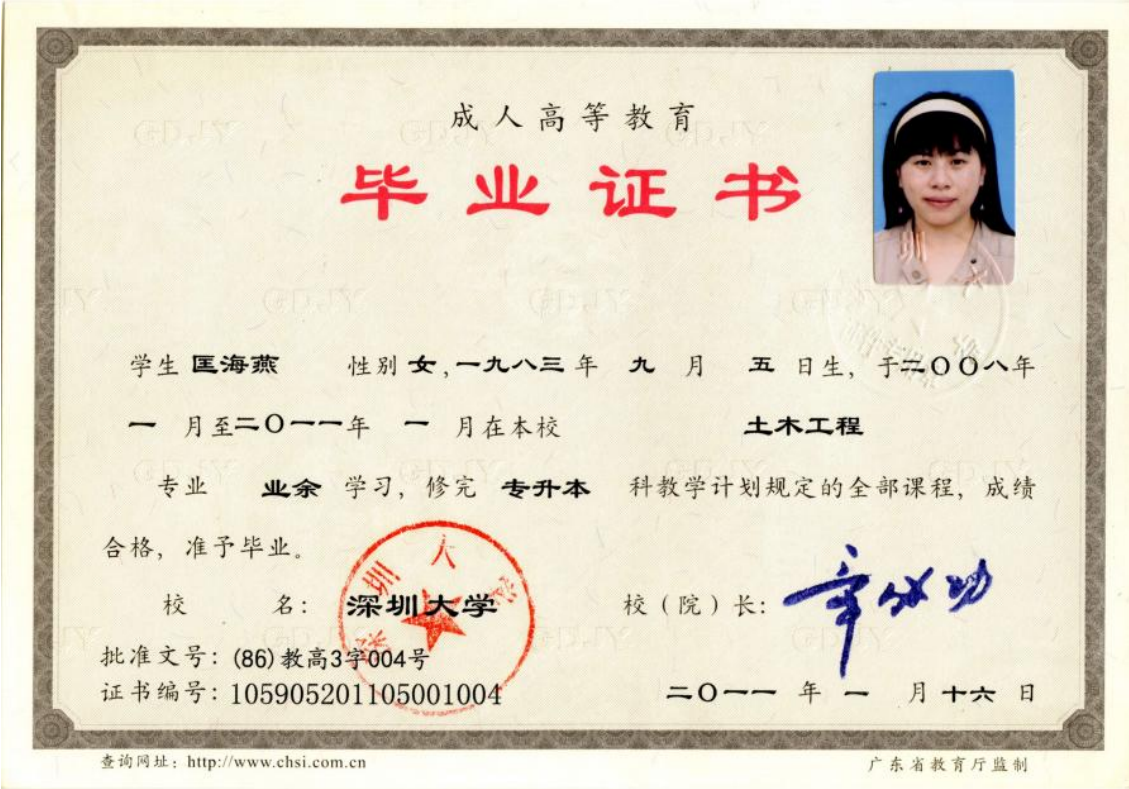 成人高等教育
毕业证书
学生 匡海燕 性别 女,一九八三年 九 月 五 日生, 于二〇〇八年
一 月至二〇一一年 一 月在本校 土木工程
专业 业余 学习, 修完 专升本 科教学计划规定的全部课程, 成绩
合格, 准予毕业。
校 名: 深圳大学 校(院)长: 章必功
深圳大学
批准文号: (86)教高3字004号
证书编号: 105905201105001004 二〇一一 年 一 月 十六 日
查询网址: http://www.chsi.com.cn 广东省教育厅监制